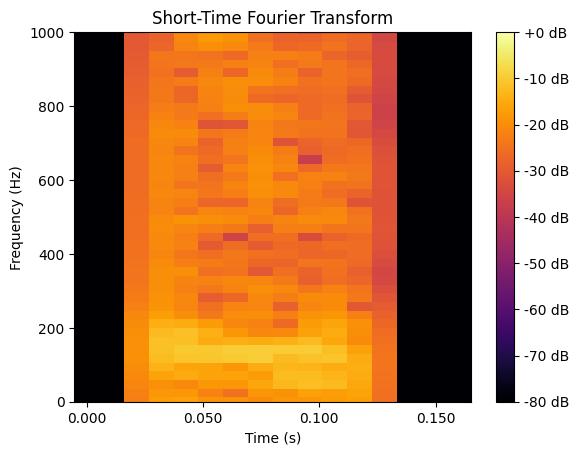 Short-Time Fourier Transform
1000
800
600
400
200
0
Frequency (Hz)
0.000
0.050
0.100
0.150
Time (s)
+0 dB
-10 dB
-20 dB
-30 dB
-40 dB
-50 dB
-60 dB
-70 dB
-80 dB